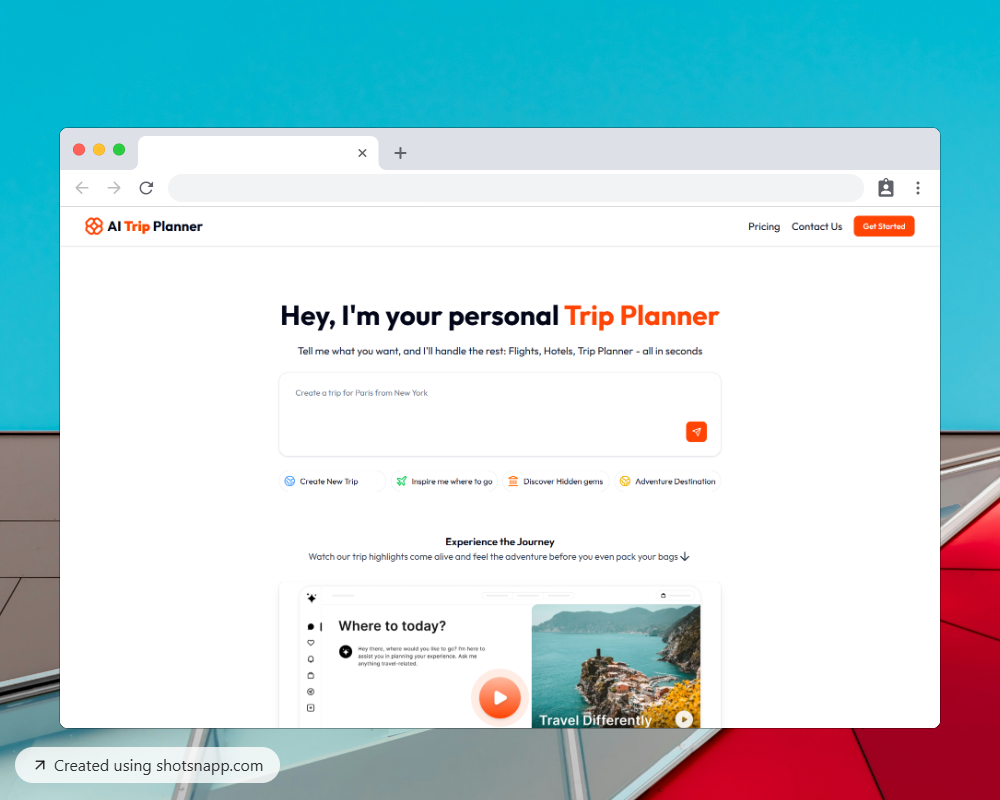 AI Trip Planner
Pricing
Contact Us
Get Started
Hey, I'm your personal Trip Planner
Tell me what you want, and I'll handle the rest: Flights, Hotels, Trip Planner - all in seconds
Create a trip for Paris from New York
Create New Trip
Inspire me where to go
Discover Hidden gems
Adventure Destination
Experience the Journey
Watch our trip highlights come alive and feel the adventure before you even pack your bags
Where to today?
Hey there, where would you like to go? I'm here to
assist you in planning your experience. Ask me
anything travel-related.
Travel Differently
Created using shotsnapp.com